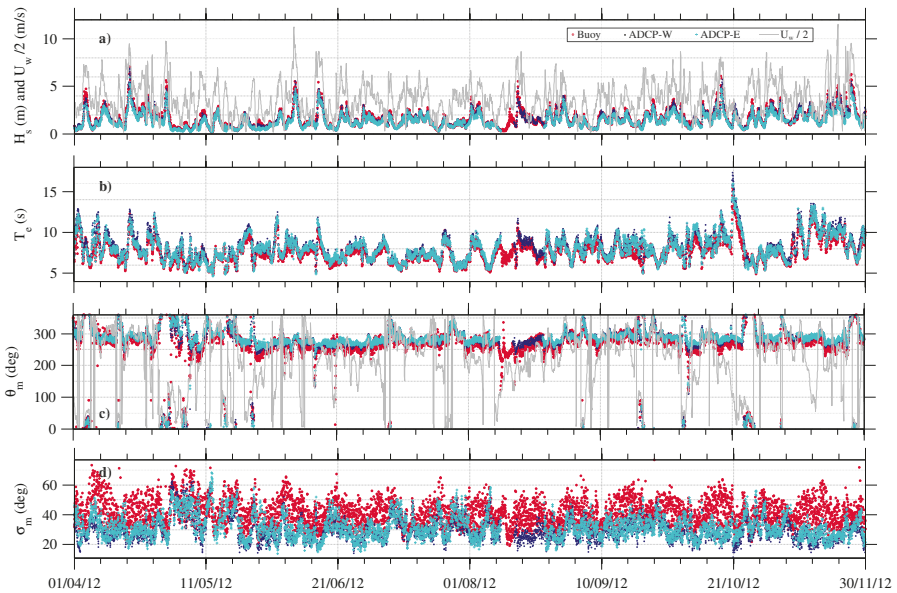 H_s (m) and U_w /2 (m/s)
10
5
0
a)
Buoy ADCP-W ADCP-E U_w / 2
T_e (s)
15
10
5
b)
θ_m (deg)
300
200
100
0
c)
σ_m (deg)
60
40
20
d)
01/04/12 11/05/12 21/06/12 01/08/12 10/09/12 21/10/12 30/11/12